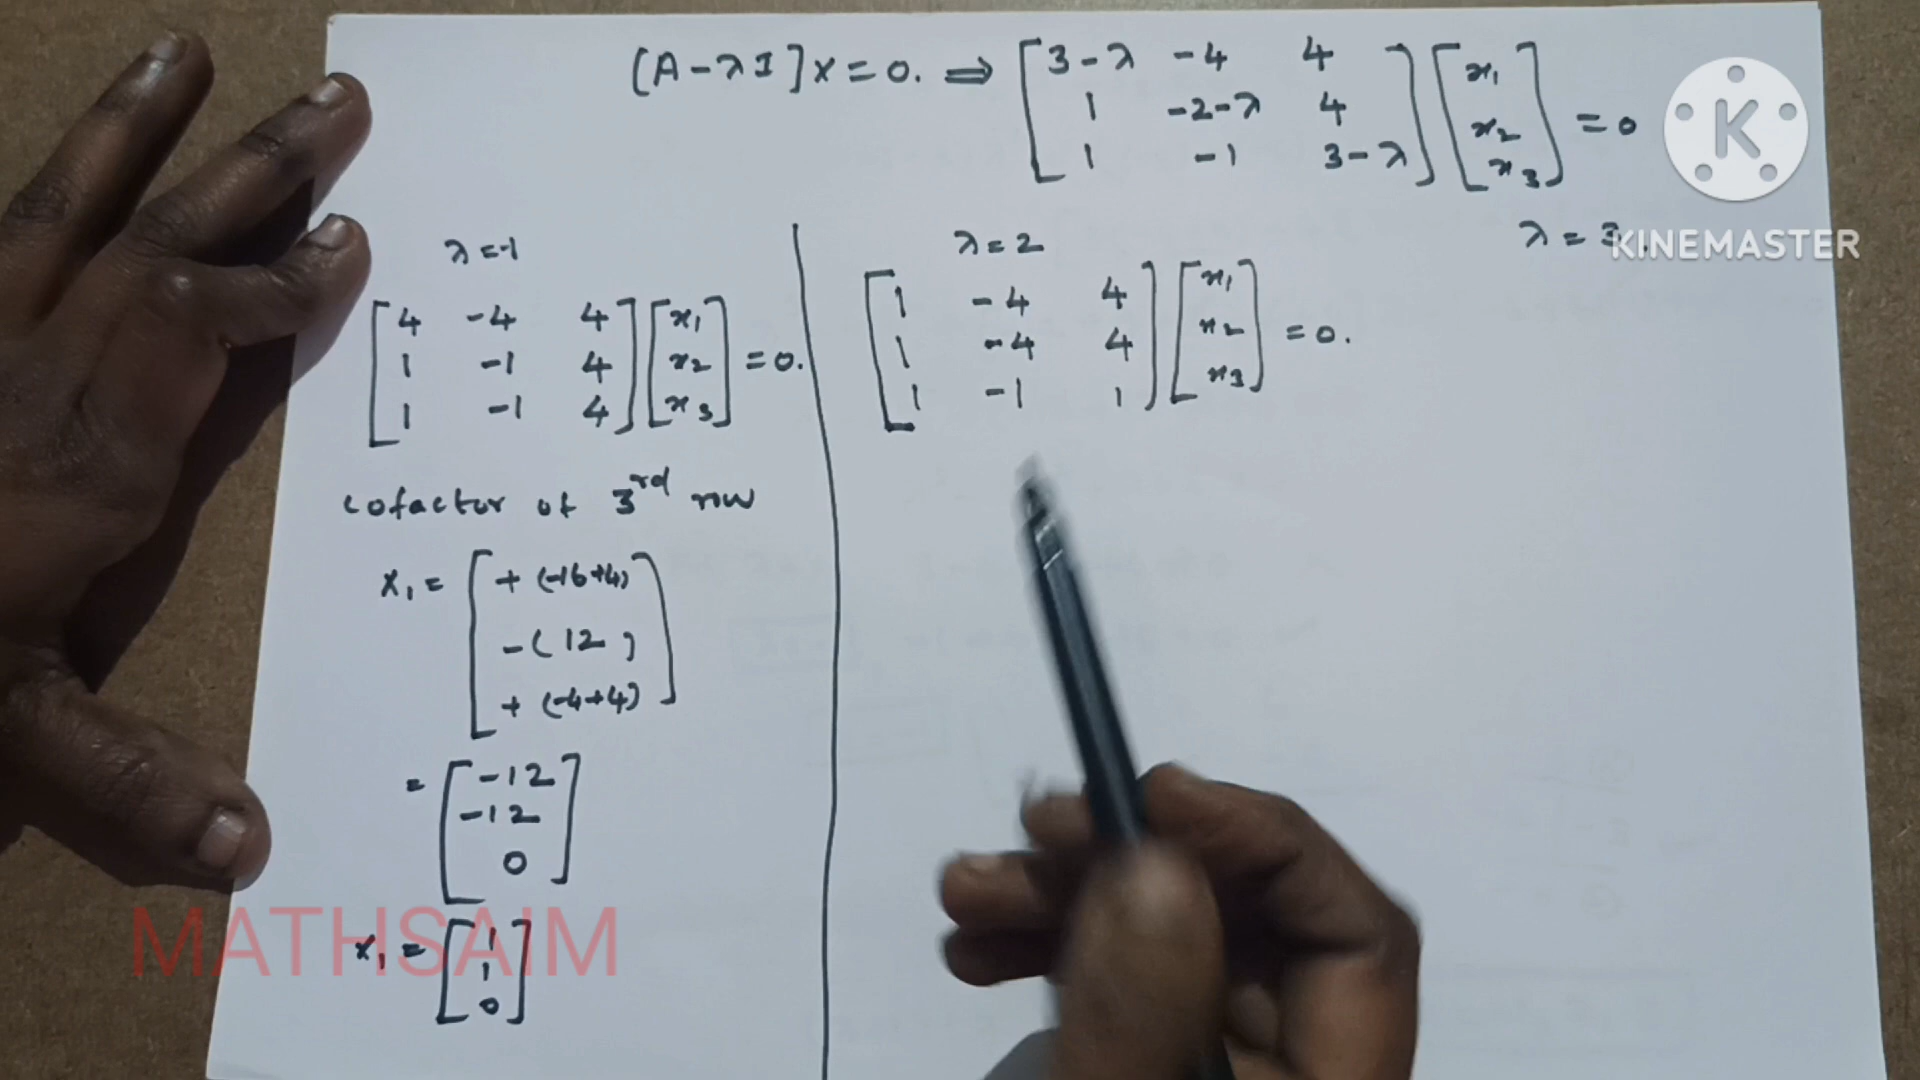 [A-λI]x=0. ⇒ [3-λ -4 4] [x₁]
[1 -2-λ 4] [x₂] =0
[1 -1 3-λ] [x₃]
K
KINEMASTER
λ=-1
[4 -4 4] [x₁]
[1 -1 4] [x₂] =0.
[1 -1 4] [x₃]
cofactor of 3rd row
x₁= [+(-16+4)]
[-(12)]
[+(-4+4)]
= [-12]
[-12]
[0]
x₁= [1]
[1]
[0]
MATHSAIM
λ=2
[1 -4 4] [x₁]
[1 -4 4] [x₂] =0.
[1 -1 1] [x₃]
λ=3.